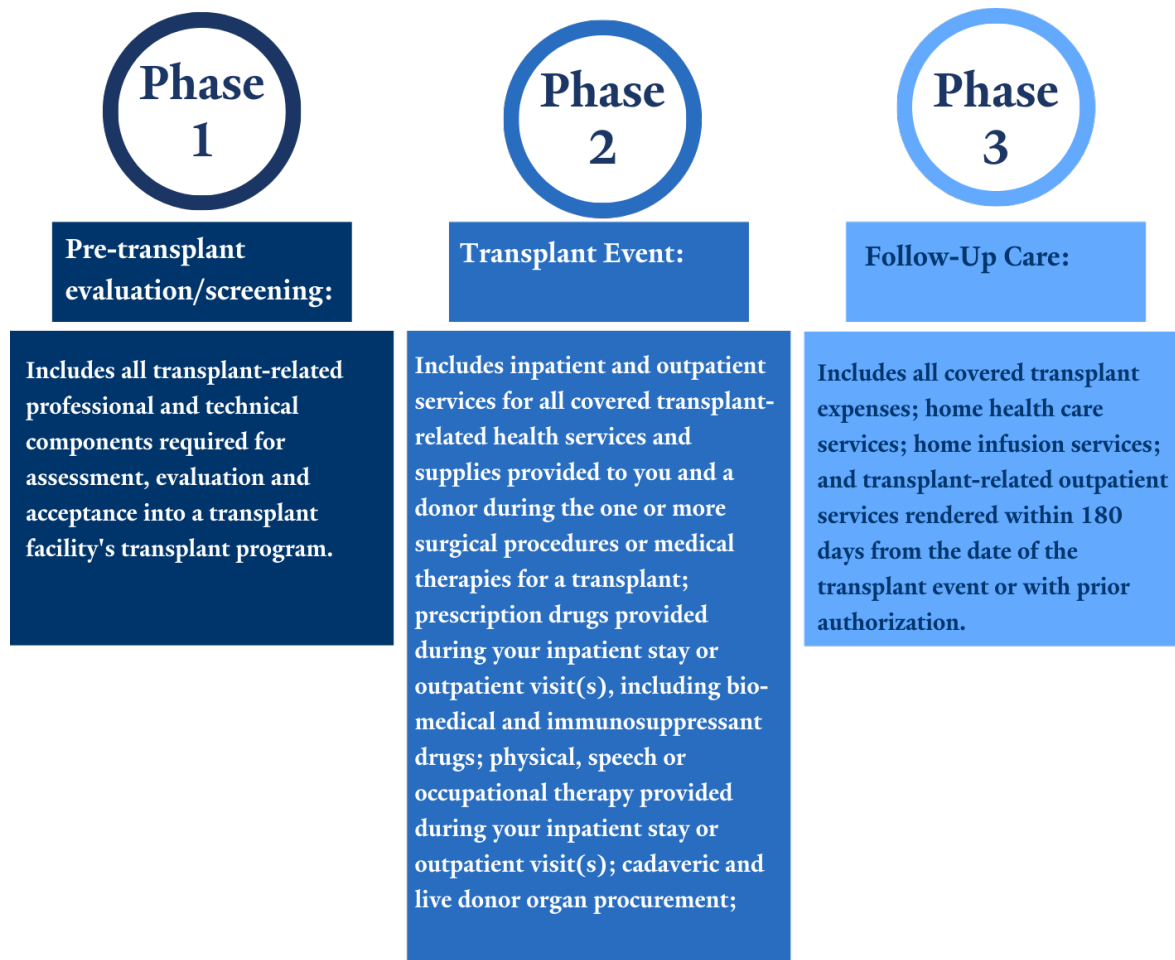 Phase
1
Pre-transplant
evaluation/screening:
Includes all transplant-related
professional and technical
components required for
assessment, evaluation and
acceptance into a transplant
facility's transplant program.
Phase
2
Transplant Event:
Includes inpatient and outpatient
services for all covered transplant-
related health services and
supplies provided to you and a
donor during the one or more
surgical procedures or medical
therapies for a transplant;
prescription drugs provided
during your inpatient stay or
outpatient visit(s), including bio-
medical and immunosuppressant
drugs; physical, speech or
occupational therapy provided
during your inpatient stay or
outpatient visit(s); cadaveric and
live donor organ procurement;
Phase
3
Follow-Up Care:
Includes all covered transplant
expenses; home health care
services; home infusion services;
and transplant-related outpatient
services rendered within 180
days from the date of the
transplant event or with prior
authorization.